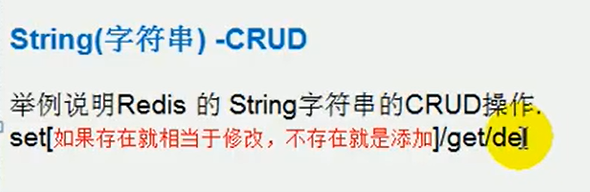 String(字符串) -CRUD
举例说明Redis 的 String字符串的CRUD操作.
set[如果存在就相当于修改，不存在就是添加]/get/del